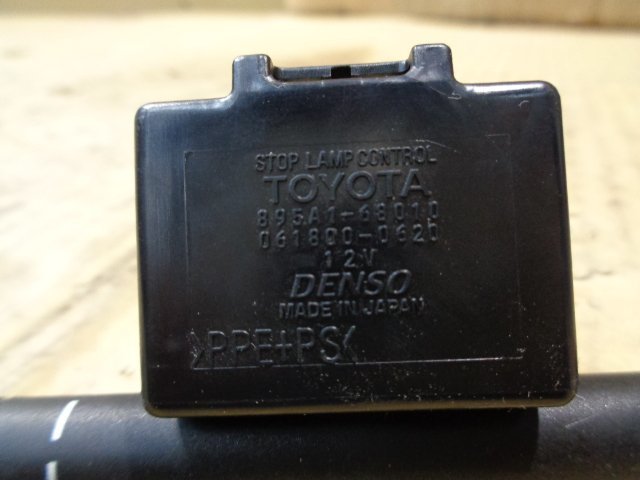 STOP LAMP CONTROL
TOYOTA
895A1-68010
061800-0620
12V
DENSO
MADE IN JAPAN
>PPE+PS<